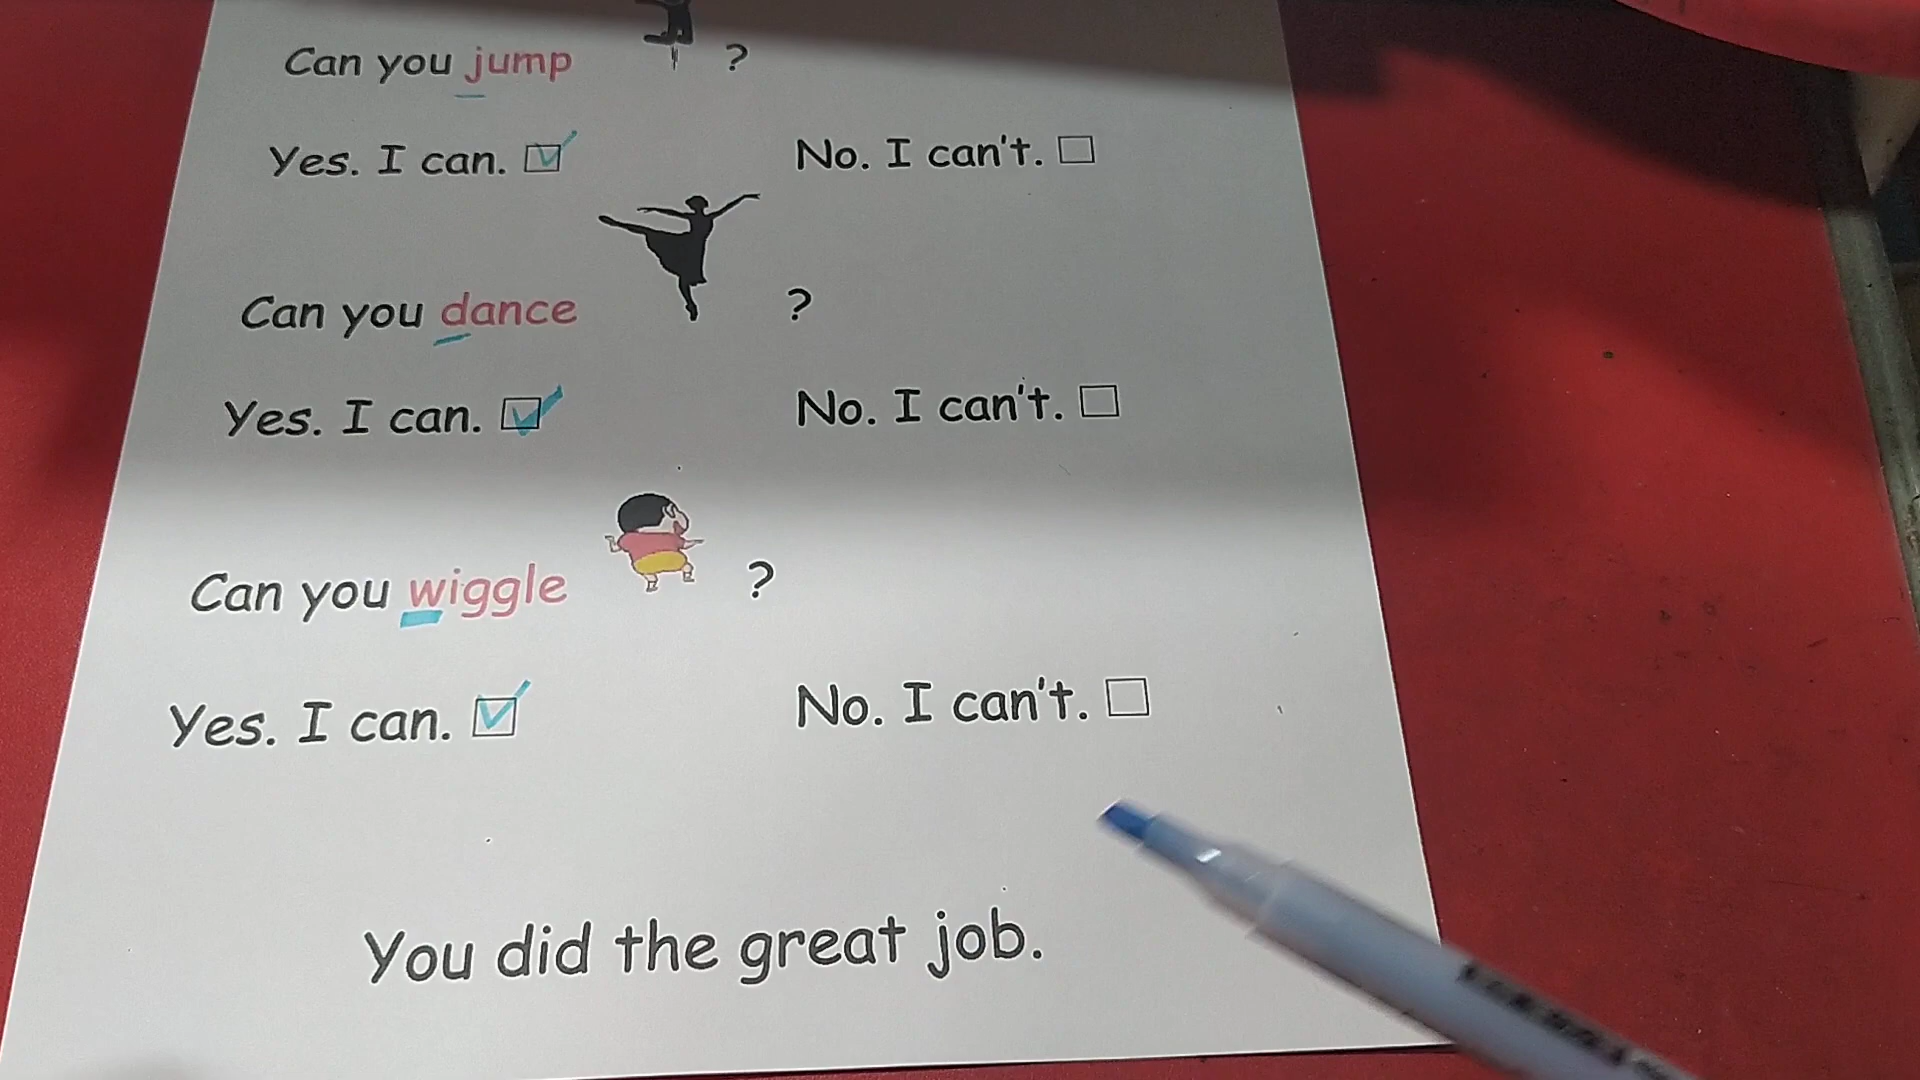 Can you jump ?
Yes. I can. No. I can't.
Can you dance ?
Yes. I can. No. I can't.
Can you wiggle ?
Yes. I can. No. I can't.
You did the great job.